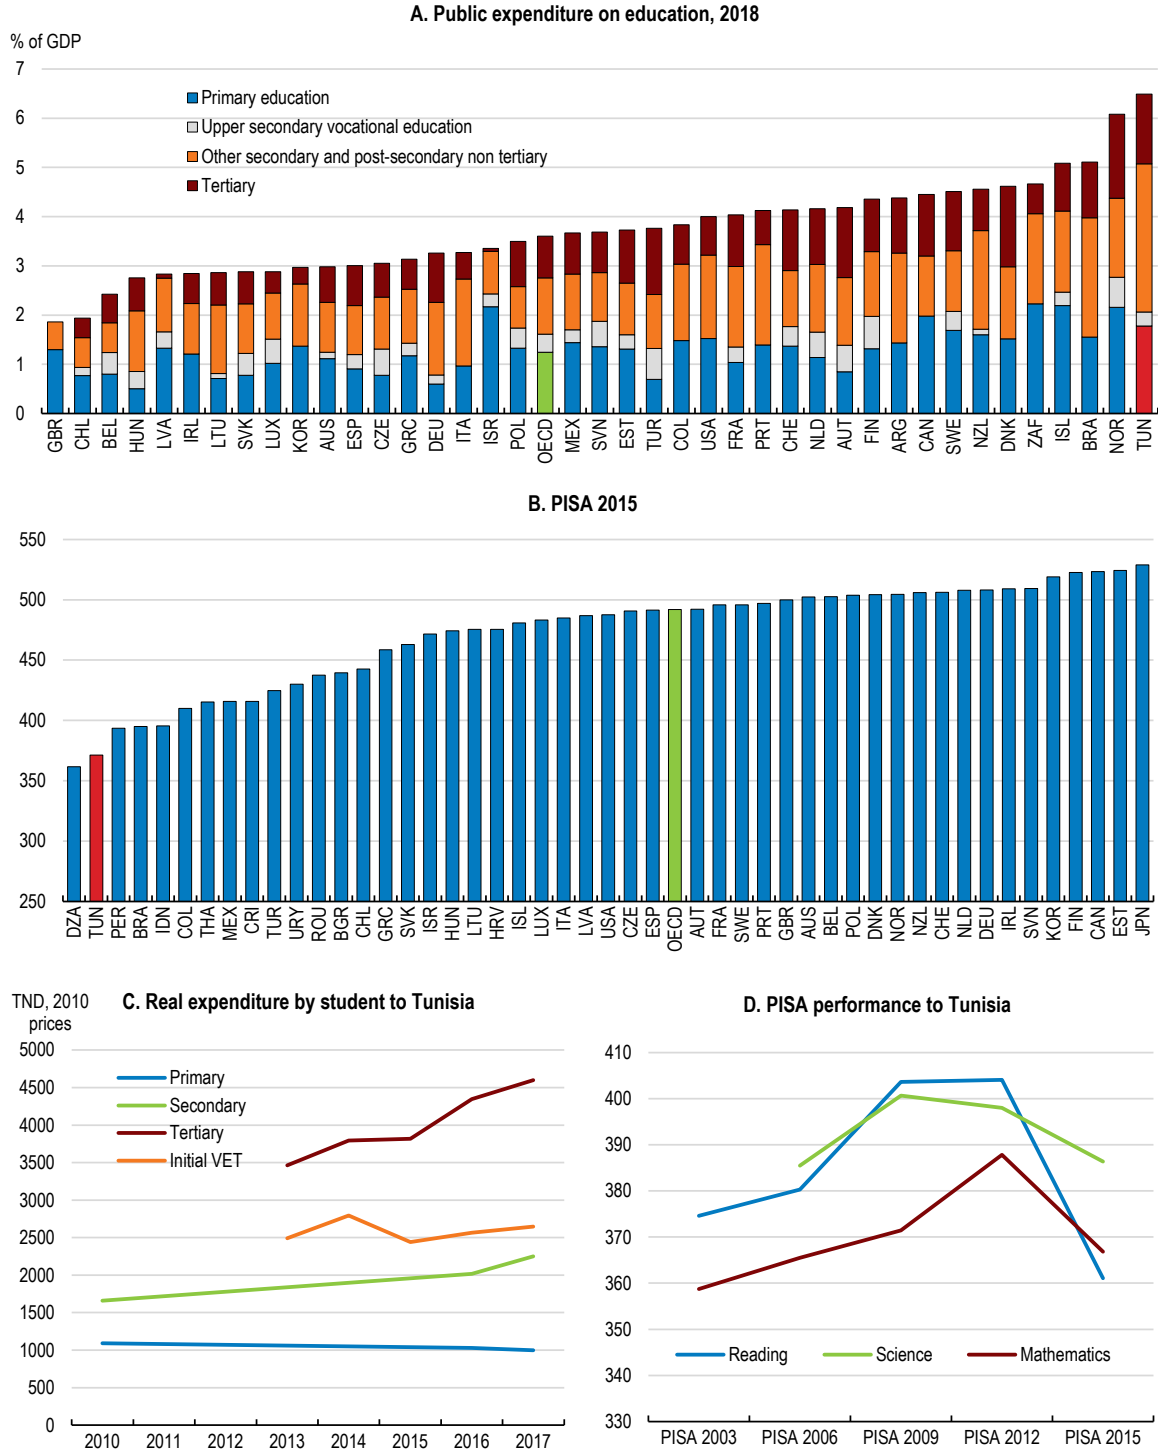 A. Public expenditure on education, 2018
% of GDP
7
6
5
4
3
2
1
0
Primary education
Upper secondary vocational education
Other secondary and post-secondary non tertiary
Tertiary
GBR CHL BEL HUN LVA IRL LTU SVK LUX KOR AUS ESP CZE GRC DEU ITA ISR POL OECD MEX SVN EST TUR COL USA FRA PRT CHE NLD AUT FIN ARG CAN SWE NZL DNK ZAF ISL BRA NOR TUN
B. PISA 2015
550
500
450
400
350
300
250
DZA TUN PER BRA IDN COL THA MEX CRI TUR URY ROU BGR CHL GRC SVK ISR HUN LTU HRV ISL LUX ITA LVA USA CZE ESP OECD AUT FRA SWE PRT GBR AUS BEL POL DNK NOR NZL CHE NLD DEU IRL SVN KOR FIN CAN EST JPN
C. Real expenditure by student to Tunisia
TND, 2010
prices
5000
4500
4000
3500
3000
2500
2000
1500
1000
500
0
Primary
Secondary
Tertiary
Initial VET
2010 2011 2012 2013 2014 2015 2016 2017
D. PISA performance to Tunisia
410
400
390
380
370
360
350
340
330
Reading Science Mathematics
PISA 2003 PISA 2006 PISA 2009 PISA 2012 PISA 2015